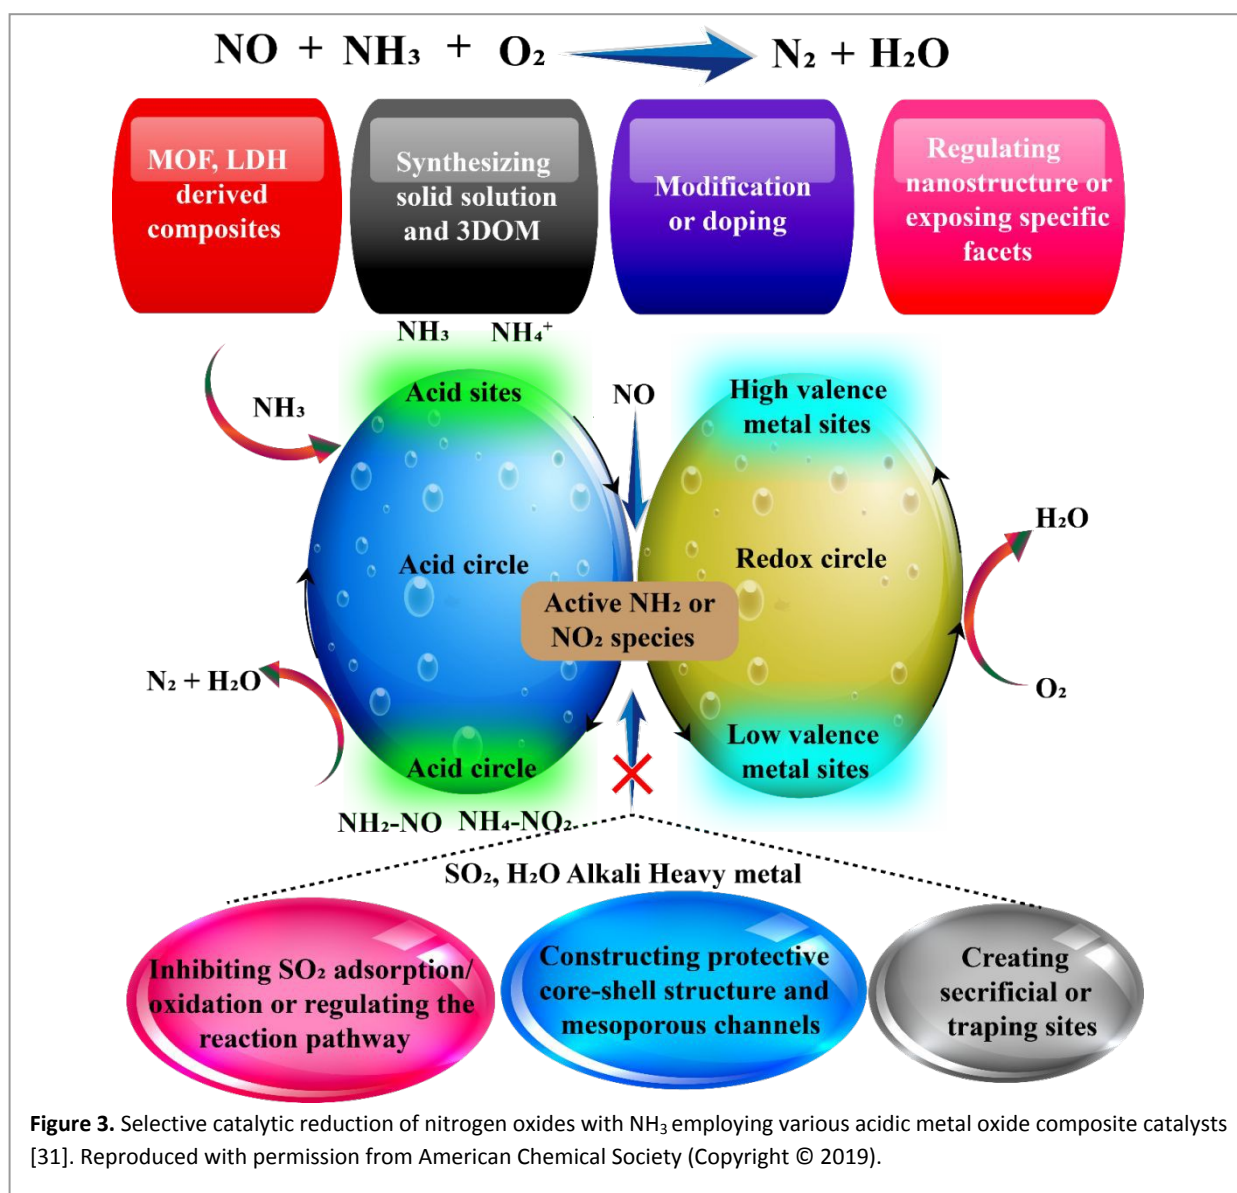 NO + NH₃ + O₂ N₂ + H₂O
MOF, LDH
derived
composites
Synthesizing
solid solution
and 3DOM
Modification
or doping
Regulating
nanostructure or
exposing specific
facets
NH₃ NH₄⁺
Acid sites
NH₃
NO
High valence
metal sites
Acid circle
Redox circle
H₂O
Active NH₂ or
NO₂ species
N₂ + H₂O
O₂
Acid circle
Low valence
metal sites
NH₂-NO NH₄-NO₂
SO₂, H₂O Alkali Heavy metal
Inhibiting SO₂ adsorption/
oxidation or regulating the
reaction pathway
Constructing protective
core-shell structure and
mesoporous channels
Creating
secrificial or
traping sites
Figure 3. Selective catalytic reduction of nitrogen oxides with NH₃ employing various acidic metal oxide composite catalysts
[31]. Reproduced with permission from American Chemical Society (Copyright © 2019).